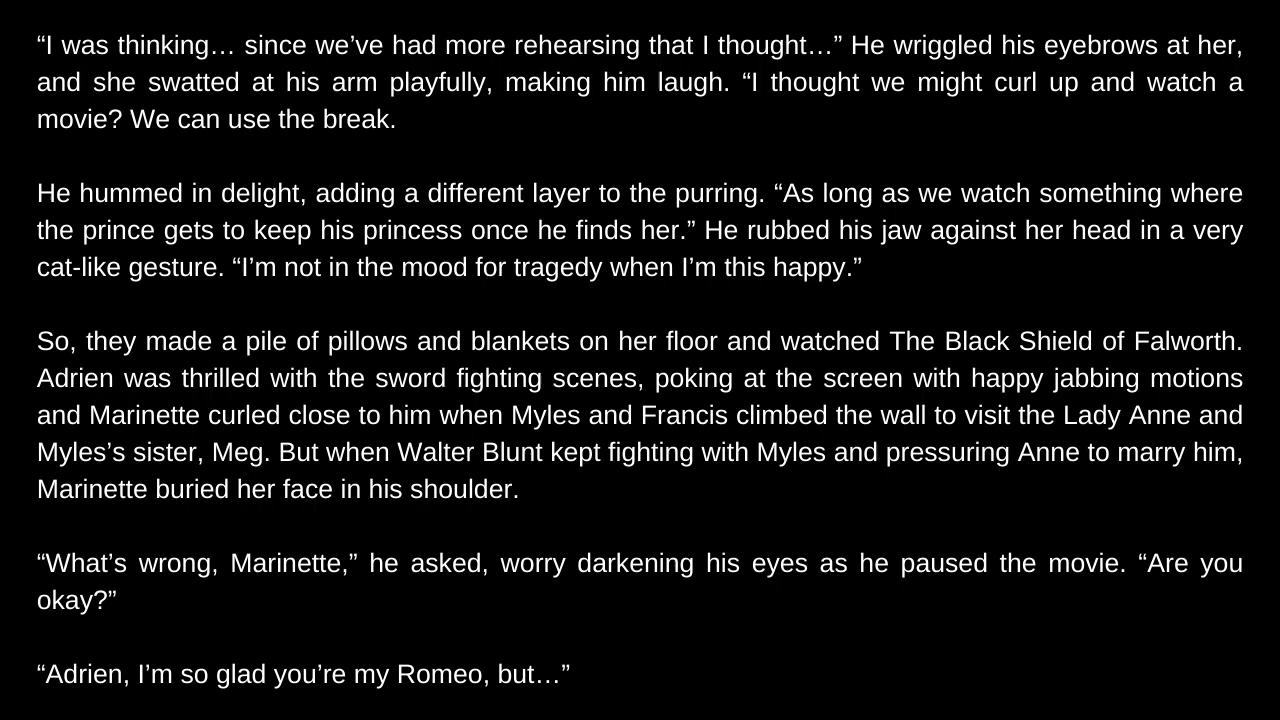 “I was thinking… since we’ve had more rehearsing that I thought…” He wriggled his eyebrows at her,
and she swatted at his arm playfully, making him laugh. “I thought we might curl up and watch a
movie? We can use the break.
He hummed in delight, adding a different layer to the purring. “As long as we watch something where
the prince gets to keep his princess once he finds her.” He rubbed his jaw against her head in a very
cat-like gesture. “I’m not in the mood for tragedy when I’m this happy.”
So, they made a pile of pillows and blankets on her floor and watched The Black Shield of Falworth.
Adrien was thrilled with the sword fighting scenes, poking at the screen with happy jabbing motions
and Marinette curled close to him when Myles and Francis climbed the wall to visit the Lady Anne and
Myles’s sister, Meg. But when Walter Blunt kept fighting with Myles and pressuring Anne to marry him,
Marinette buried her face in his shoulder.
“What’s wrong, Marinette,” he asked, worry darkening his eyes as he paused the movie. “Are you
okay?”
“Adrien, I’m so glad you’re my Romeo, but…”